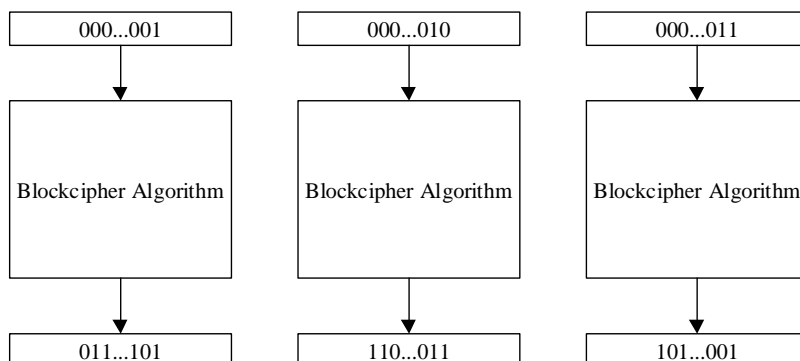 000...001
000...010
000...011
Blockcipher Algorithm
Blockcipher Algorithm
Blockcipher Algorithm
011...101
110...011
101...001